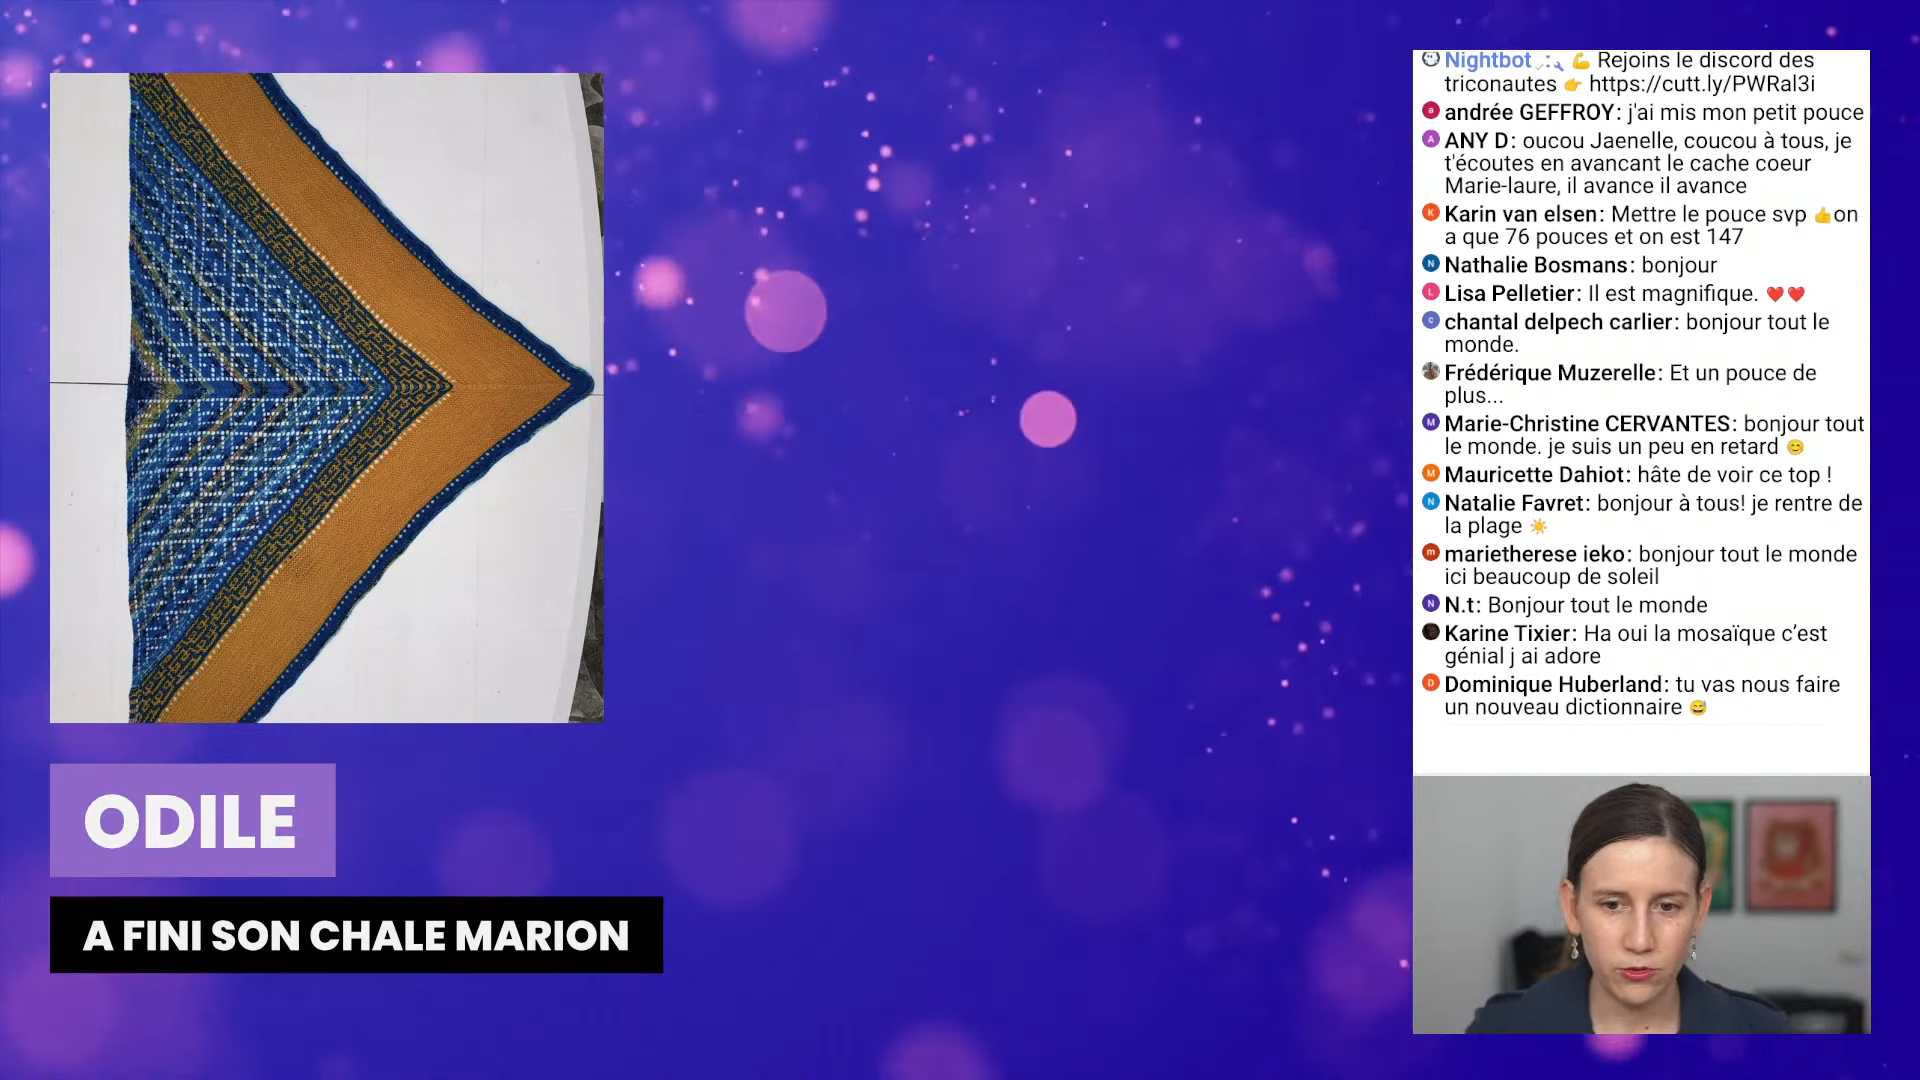 Nightbot : 💪 Rejoins le discord des
triconautes 👉 https://cutt.ly/PWRal3i
andrée GEFFROY: j'ai mis mon petit pouce
ANY D: oucou Jaenelle, coucou à tous, je
t'écoutes en avancant le cache coeur
Marie-laure, il avance il avance
Karin van elsen: Mettre le pouce svp 👍on
a que 76 pouces et on est 147
Nathalie Bosmans: bonjour
Lisa Pelletier: Il est magnifique. ❤️❤️
chantal delpech carlier: bonjour tout le
monde.
Frédérique Muzerelle: Et un pouce de
plus...
Marie-Christine CERVANTES: bonjour tout
le monde. je suis un peu en retard 😊
Mauricette Dahiot: hâte de voir ce top !
Natalie Favret: bonjour à tous! je rentre de
la plage ☀️
marietherese ieko: bonjour tout le monde
ici beaucoup de soleil
N.t: Bonjour tout le monde
Karine Tixier: Ha oui la mosaïque c’est
génial j ai adore
Dominique Huberland: tu vas nous faire
un nouveau dictionnaire 😅
ODILE
A FINI SON CHALE MARION